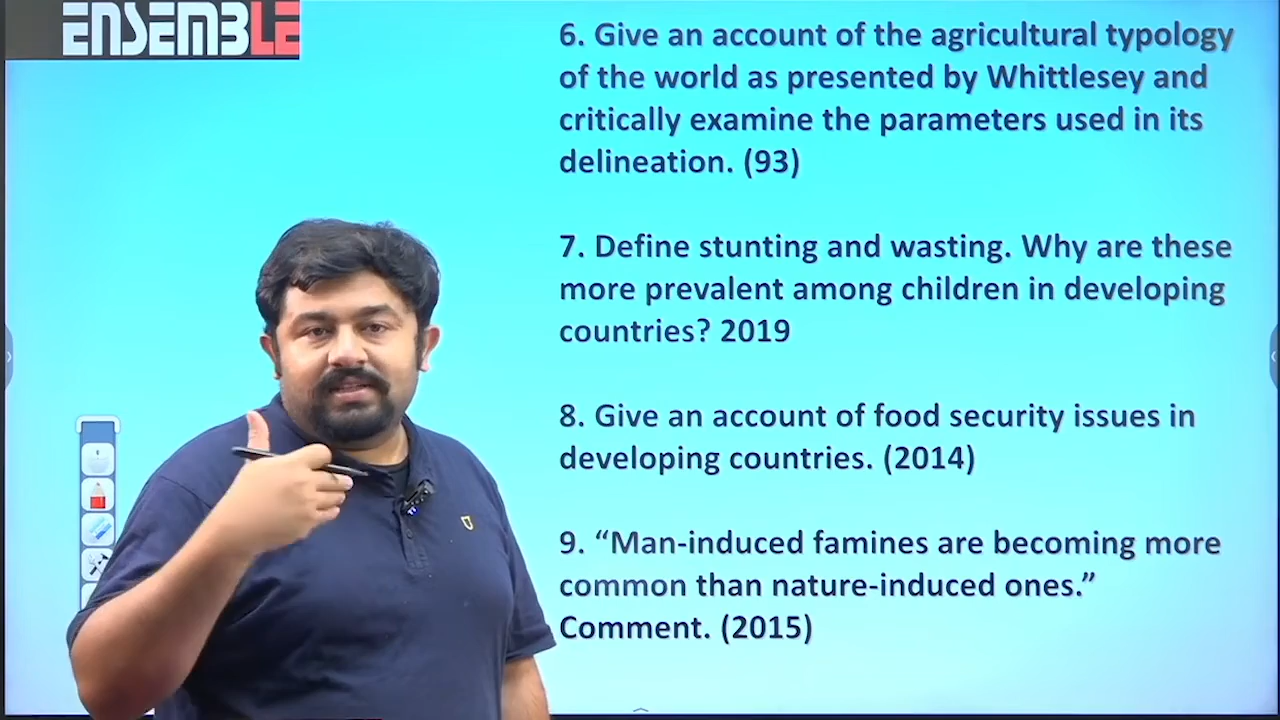 ENSEMBLE
6. Give an account of the agricultural typology
of the world as presented by Whittlesey and
critically examine the parameters used in its
delineation. (93)
7. Define stunting and wasting. Why are these
more prevalent among children in developing
countries? 2019
8. Give an account of food security issues in
developing countries. (2014)
9. “Man-induced famines are becoming more
common than nature-induced ones.”
Comment. (2015)